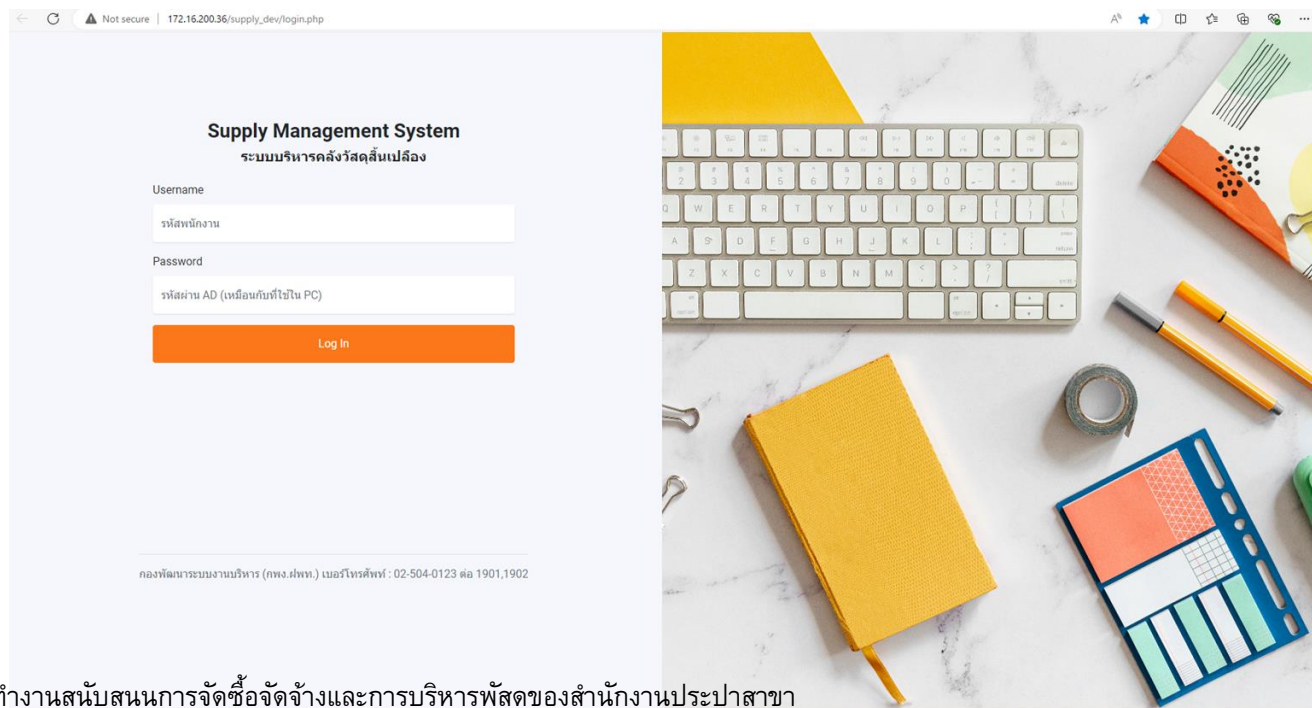 Not secure 172.16.200.36/supply_dev/login.php
Supply Management System
ระบบบริหารคลังวัสดุสิ้นเปลือง
Username
รหัสพนักงาน
Password
รหัสผ่าน AD (เหมือนกับที่ใช้ใน PC)
Log In
กองพัฒนาระบบงานบริหาร (กพง.ฝพท.) เบอร์โทรศัพท์ : 02-504-0123 ต่อ 1901,1902
ทำงานสนับสนนการจัดซื้อจัดจ้างและการบริหารพัสดของสำนักงานประปาสาขา